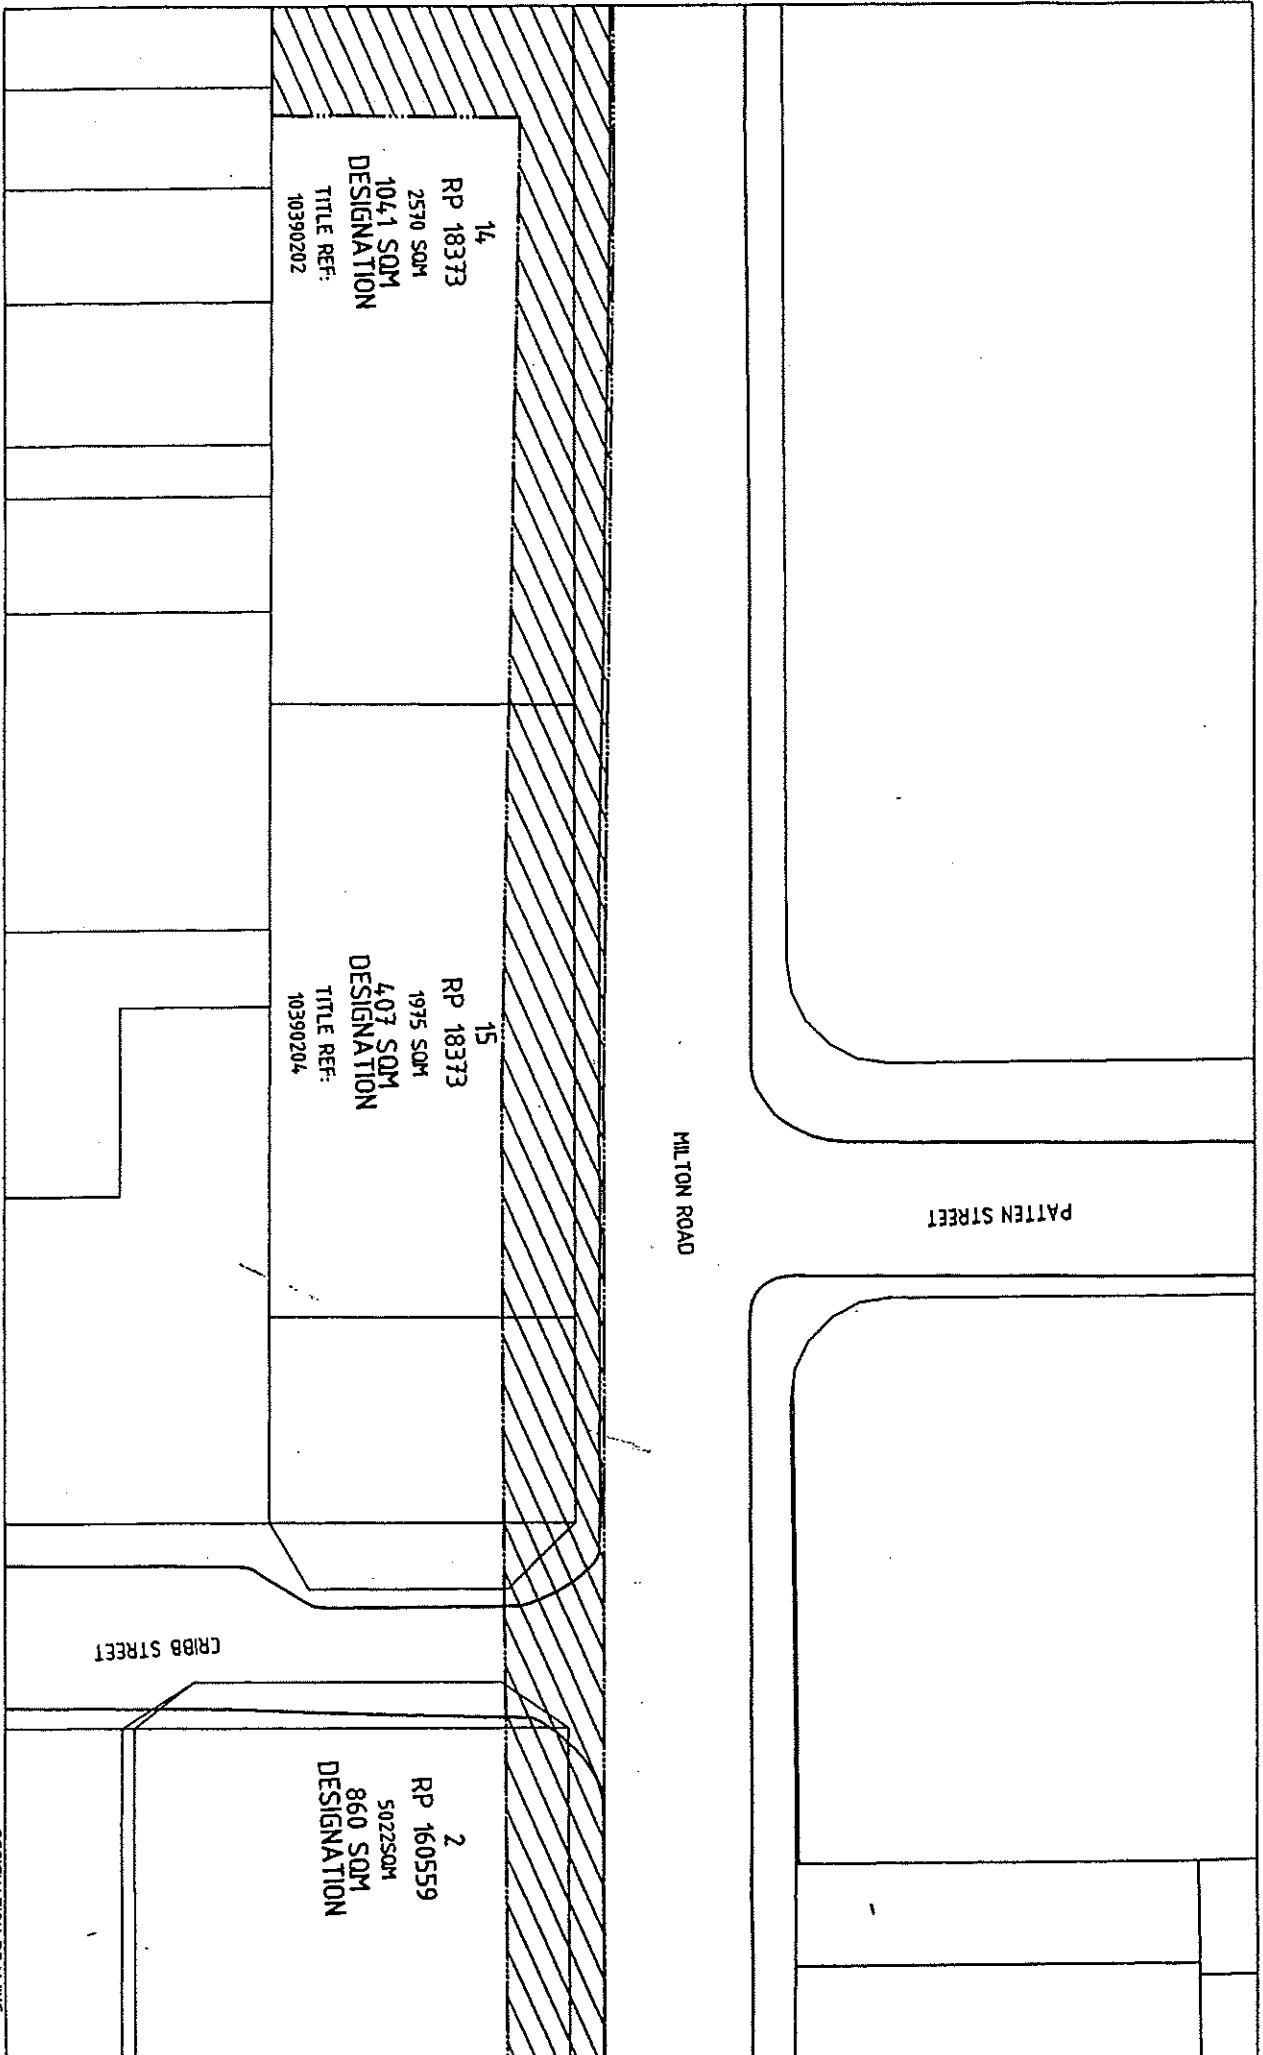 14
RP 18373
2570 SQM
1041 SQM
DESIGNATION
TITLE REF:
10390202
15
RP 18373
1975 SQM
407 SQM
DESIGNATION
TITLE REF:
10390204
MILTON ROAD
PATTEN STREET
CRIBB STREET
2
RP 160559
5022SQM
860 SQM
DESIGNATION